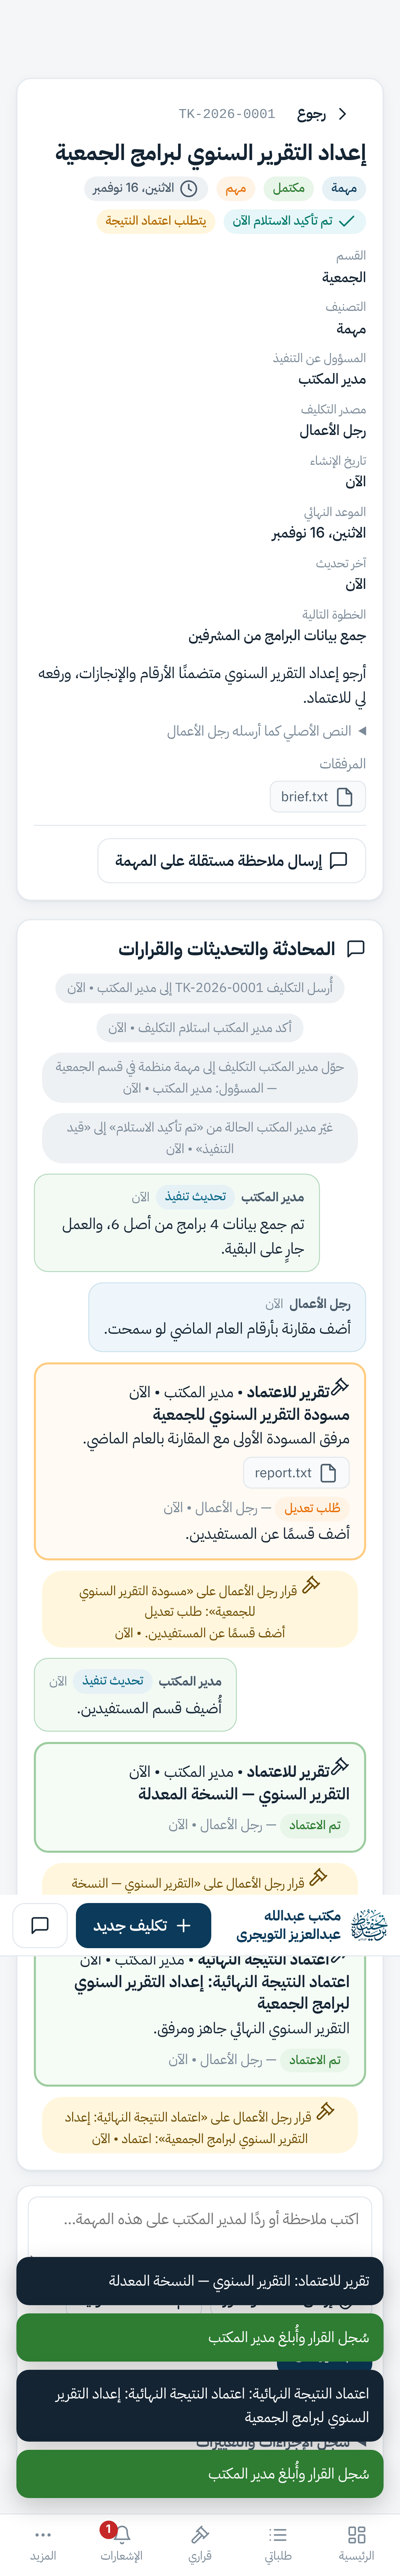 رجوع TK-2026-0001
إعداد التقرير السنوي لبرامج الجمعية
مهمة مكتمل مهم الاثنين، 16 نوفمبر
تم تأكيد الاستلام الآن يتطلب اعتماد النتيجة
القسم
الجمعية
التصنيف
مهمة
المسؤول عن التنفيذ
مدير المكتب
مصدر التكليف
رجل الأعمال
تاريخ الإنشاء
الآن
الموعد النهائي
الاثنين، 16 نوفمبر
آخر تحديث
الآن
الخطوة التالية
جمع بيانات البرامج من المشرفين
أرجو إعداد التقرير السنوي متضمنًا الأرقام والإنجازات، ورفعه
لي للاعتماد.
النص الأصلي كما أرسله رجل الأعمال
المرفقات
brief.txt
إرسال ملاحظة مستقلة على المهمة
المحادثة والتحديثات والقرارات
أُرسل التكليف TK-2026-0001 إلى مدير المكتب • الآن
أكد مدير المكتب استلام التكليف • الآن
حوّل مدير المكتب التكليف إلى مهمة منظمة في قسم الجمعية
— المسؤول: مدير المكتب • الآن
غيّر مدير المكتب الحالة من «تم تأكيد الاستلام» إلى «قيد
التنفيذ» • الآن
مدير المكتب تحديث تنفيذ الآن
تم جمع بيانات 4 برامج من أصل 6، والعمل
جارٍ على البقية.
رجل الأعمال الآن
أضف مقارنة بأرقام العام الماضي لو سمحت.
تقرير للاعتماد • مدير المكتب • الآن
مسودة التقرير السنوي للجمعية
مرفق المسودة الأولى مع المقارنة بالعام الماضي.
report.txt
طُلب تعديل — رجل الأعمال • الآن
أضف قسمًا عن المستفيدين.
قرار رجل الأعمال على «مسودة التقرير السنوي
للجمعية»: طلب تعديل
أضف قسمًا عن المستفيدين. • الآن
مدير المكتب تحديث تنفيذ الآن
أُضيف قسم المستفيدين.
تقرير للاعتماد • مدير المكتب • الآن
التقرير السنوي — النسخة المعدلة
تم الاعتماد — رجل الأعمال • الآن
قرار رجل الأعمال على «التقرير السنوي — النسخة
مكتب عبدالله
عبدالعزيز التويجري
تكليف جديد
اعتماد النتيجة النهائية • مدير المكتب • الآن
اعتماد النتيجة النهائية: إعداد التقرير السنوي
لبرامج الجمعية
التقرير السنوي النهائي جاهز ومرفق.
تم الاعتماد — رجل الأعمال • الآن
قرار رجل الأعمال على «اعتماد النتيجة النهائية: إعداد
التقرير السنوي لبرامج الجمعية»: اعتماد • الآن
اكتب ملاحظة أو ردًا لمدير المكتب على هذه المهمة...
تقرير للاعتماد: التقرير السنوي — النسخة المعدلة
سُجل القرار وأُبلغ مدير المكتب
اعتماد النتيجة النهائية: اعتماد النتيجة النهائية: إعداد التقرير
السنوي لبرامج الجمعية
سجل الإجراءات والتغييرات
سُجل القرار وأُبلغ مدير المكتب
1
الرئيسية طلباتي قراري الإشعارات المزيد